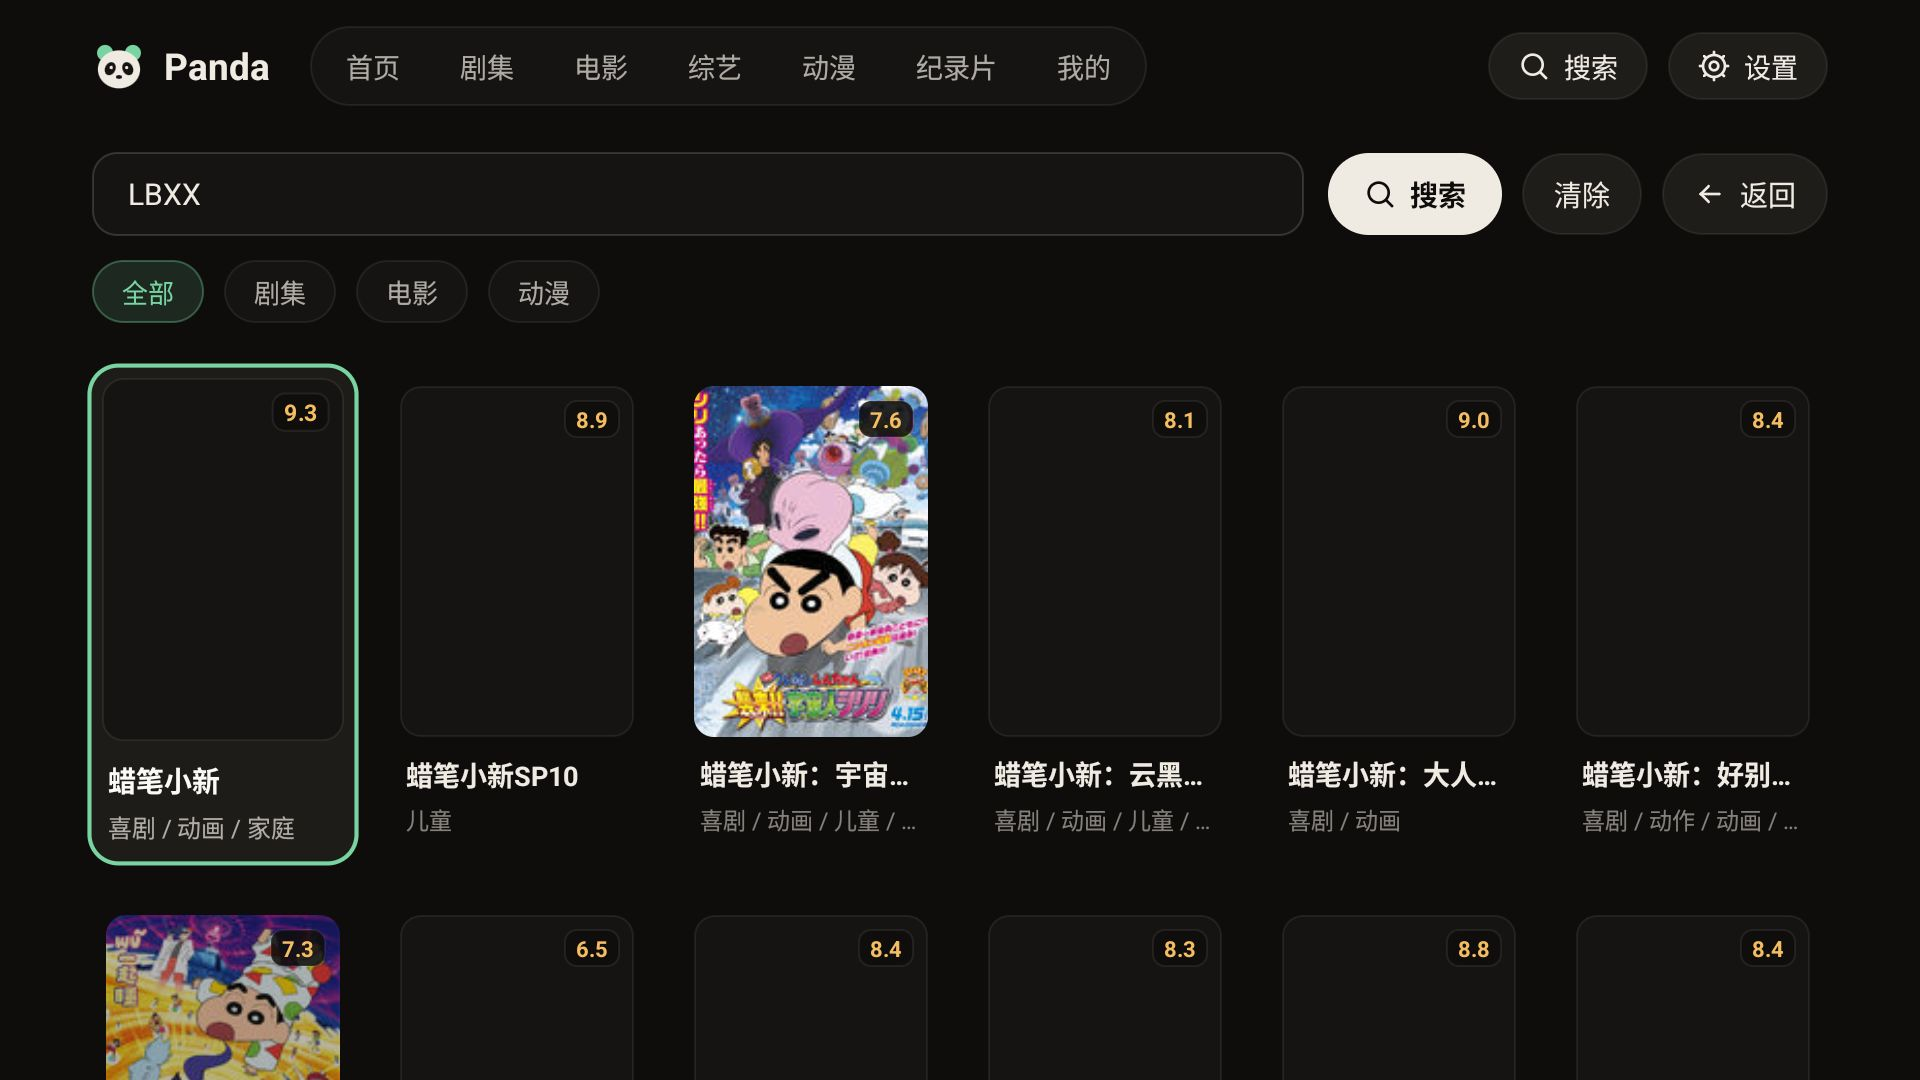 Panda
首页
剧集
电影
综艺
动漫
纪录片
我的
搜索
设置
LBXX
搜索
清除
返回
全部
剧集
电影
动漫
9.3
8.9
7.6
8.1
9.0
8.4
4.15
蜡笔小新
蜡笔小新SP10
蜡笔小新：宇宙...
蜡笔小新：云黑...
蜡笔小新：大人...
蜡笔小新：好别...
喜剧 / 动画 / 家庭
儿童
喜剧 / 动画 / 儿童 / ...
喜剧 / 动画 / 儿童 / ...
喜剧 / 动画
喜剧 / 动作 / 动画 / ...
7.3
6.5
8.4
8.3
8.8
8.4